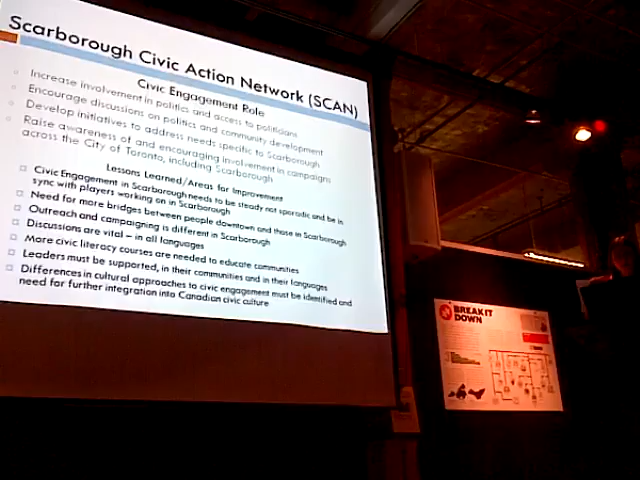 Scarborough Civic Action Network (SCAN)
Civic Engagement Role
Increase involvement in politics and access to politicians
Encourage discussions on politics and community development
Develop initiatives to address needs specific to Scarborough
Raise awareness of and encouraging involvement in campaigns
across the City of Toronto, including Scarborough
Lessons Learned/Areas for Improvement
Civic Engagement in Scarborough needs to be steady not sporadic and be in
sync with players working on in Scarborough
Need for more bridges between people downtown and those in Scarborough
Outreach and campaigning is different in Scarborough
Discussions are vital – in all languages
More civic literacy courses are needed to educate communities
Leaders must be supported, in their communities and in their languages
Differences in cultural approaches to civic engagement must be identified and
need for further integration into Canadian civic culture
BREAK IT
DOWN